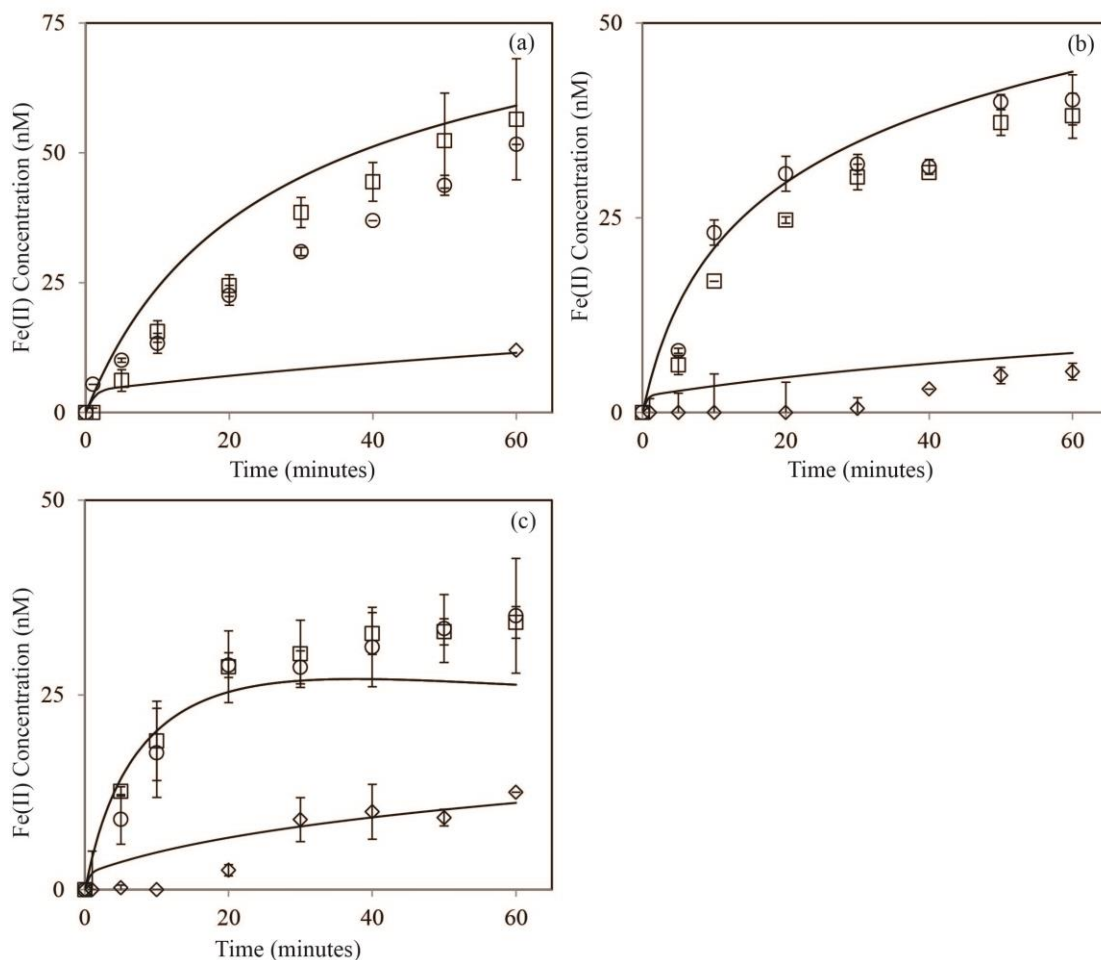 (a)
75
50
25
0
0 20 40 60
Time (minutes)
Fe(II) Concentration (nM)
(b)
50
25
0
0 20 40 60
Time (minutes)
Fe(II) Concentration (nM)
(c)
50
25
0
0 20 40 60
Time (minutes)
Fe(II) Concentration (nM)